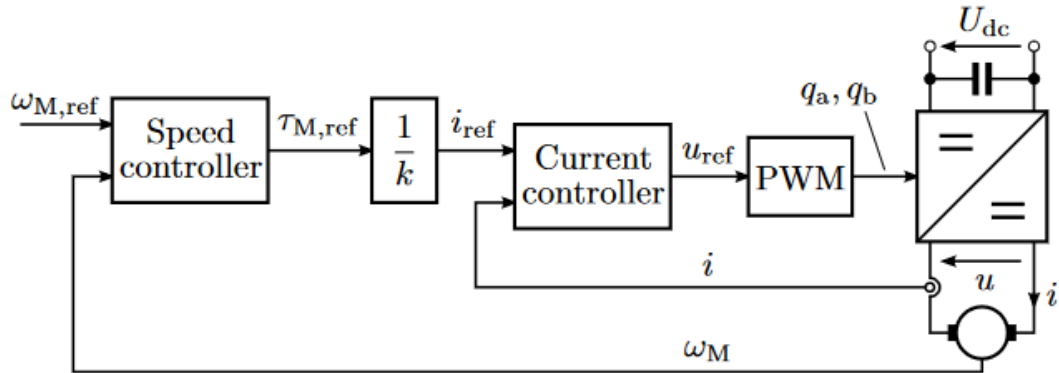 U_dc
ω_M,ref
Speed
controller
τ_M,ref
1
k
i_ref
Current
controller
u_ref
PWM
q_a, q_b
i
u
i
ω_M